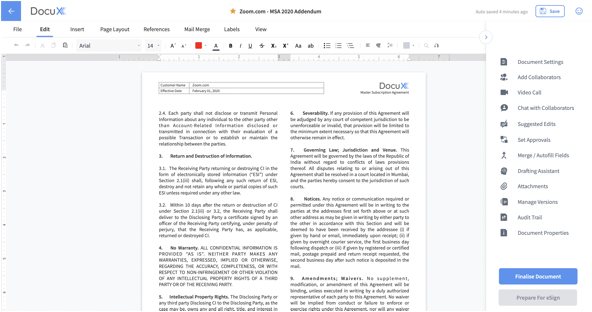 DocuX
Zoom.com - MSA 2020 Addendum
Auto saved 4 minutes ago
Save
File
Edit
Insert
Page Layout
References
Mail Merge
Mail Labels
View
Arial
14
B I U S X₂ X² Aa ab
Customer Name Zoom.com
Effective Date February 01, 2020
DocuX
Master Subscription Agreement
2.4. Each party shall not disclose or transmit Personal
Information about any individual to the other party other
than Account-Related Information disclosed or
transmitted in connection with their evaluation of a
possible Transaction or to establish or maintain the
relationship between the parties.
3. Return and Destruction of Information.
3.1. The Receiving Party returning or destroying CI in the
form of electronically stored information ("ESI") under
Section 2.1(iii) shall, following any such return of ESI,
destroy and not retain any whole or partial copies of such
ESI unless required under any other law.
3.2. Within 10 days after the return or destruction of CI
under Section 2.1(ii) or 3.2, the Receiving Party shall
deliver to the Disclosing Party a certificate signed by an
officer of the Receiving Party certifying, under penalty of
perjury, that the Receiving Party has, as applicable,
returned or destroyed CI.
4. No Warranty. ALL CONFIDENTIAL INFORMATION IS
PROVIDED "AS IS". NEITHER PARTY MAKES ANY
WARRANTIES, EXPRESSED, IMPLIED OR OTHERWISE,
REGARDING THE ACCURACY, COMPLETENESS, OR WITH
RESPECT TO NON-INFRINGEMENT OR OTHER VIOLATION
OF ANY INTELLECTUAL PROPERTY RIGHTS OF A THIRD
PARTY OR OF THE RECEIVING PARTY.
5. Intellectual Property Rights. The Disclosing Party or
any third party CI to the Disclosing Party, as the
case may be, owns any and all right, title, and interest in
6. Severability. If any provision of this Agreement will
be adjudged by any court of competent jurisdiction to be
unenforceable or invalid, that provision will be limited to
the minimum extent necessary so that this Agreement will
otherwise remain in effect.
7. Governing Law; Jurisdiction and Venue. This
Agreement will be governed by the laws of the Republic of
India without regard to conflicts of laws provisions
thereof. All disputes relating to or arising out of this
Agreement shall be resolved in a court located in Mumbai,
and the parties hereby consent to the jurisdiction of such
courts.
8. Notices. Any notice or communication required or
permitted under this Agreement will be in writing to the
parties at the addresses first set forth above or at such
other address as may be given in writing by either party to
the other in accordance with this Section and will be
deemed to have been received by the addressee (i) if
given by hand or email, immediately upon receipt; (ii) if
given by overnight courier service, the first business day
following dispatch or (iii) if given by registered or certified
mail, postage prepaid and return receipt requested, the
second business day after such notice is deposited in the
mail.
9. Amendments; Waivers. No supplement,
modification, or amendment of this Agreement will be
binding, unless executed in writing by a duly authorized
representative of each party to this Agreement. No waiver
will be implied from conduct or failure to enforce or
exercise rights under this Agreement, nor will any waiver
Document Settings
Add Collaborators
Video Call
Chat with Collaborators
Suggested Edits
Set Approvals
Merge / Autofill Fields
Drafting Assistant
Attachments
Manage Versions
Audit Trail
Document Properties
Finalise Document
Prepare For eSign